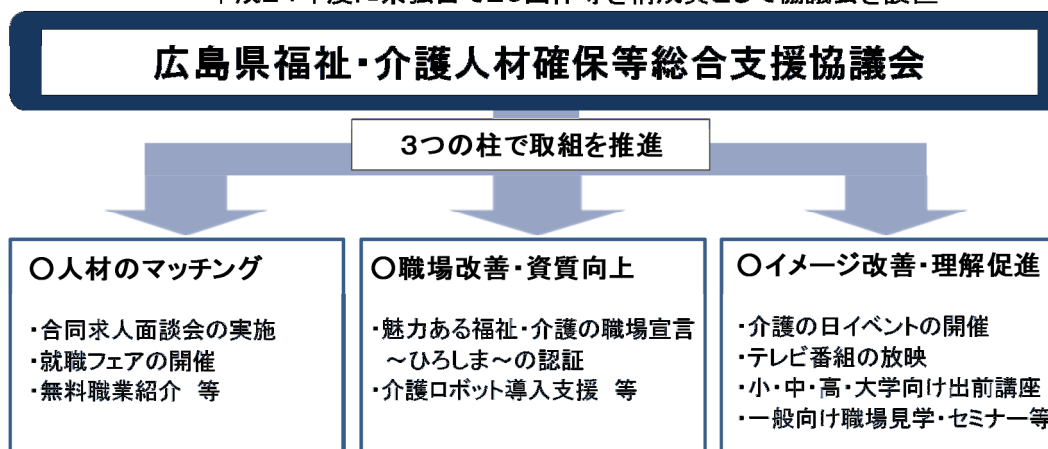 広島県福祉・介護人材確保等総合支援協議会
3つの柱で取組を推進
○人材のマッチング
・合同求人面談会の実施
・就職フェアの開催
・無料職業紹介 等
○職場改善・資質向上
・魅力ある福祉・介護の職場宣言
~ひろしま~の認証
・介護ロボット導入支援 等
○イメージ改善・理解促進
・介護の日イベントの開催
・テレビ番組の放映
・小・中・高・大学向け出前講座
・一般向け職場見学・セミナー等